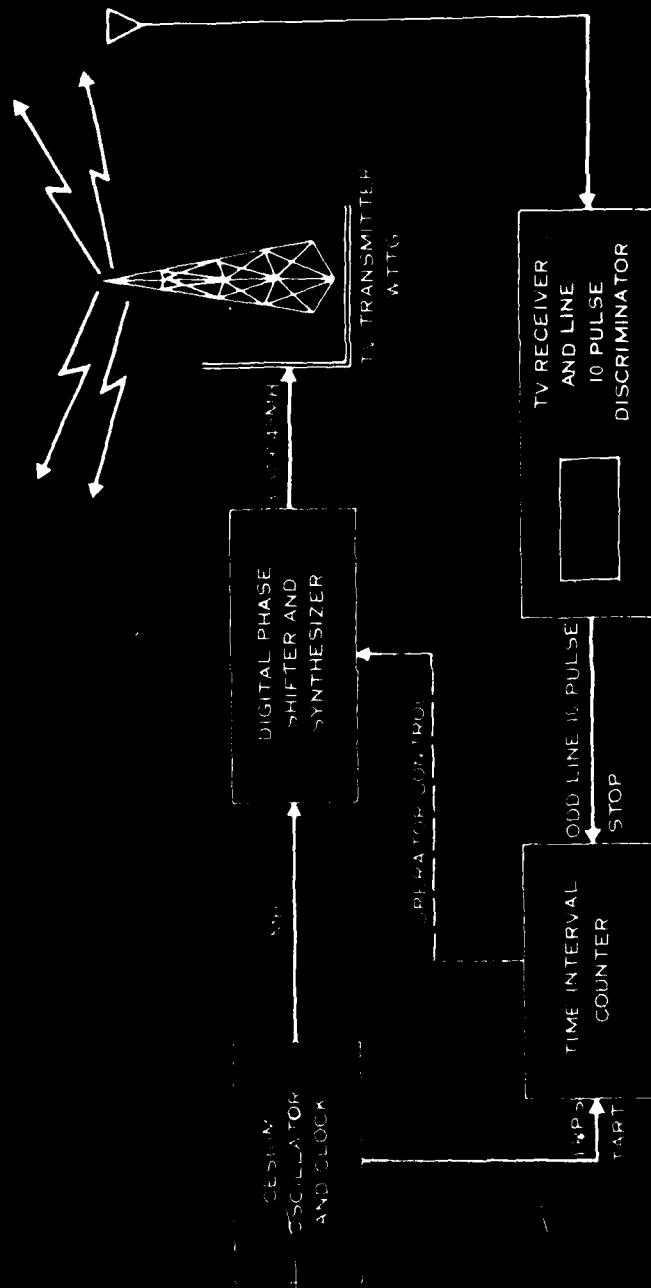 TV TRANSMITTER
WTTG
TV RECEIVER
AND LINE
10 PULSE
DISCRIMINATOR
DIGITAL PHASE
SHIFTER AND
SYNTHESIZER
OPERATOR CONTROL
ODD LINE 10 PULSE
STOP
TIME INTERVAL
COUNTER
CESIUM
OSCILLATOR
AND CLOCK